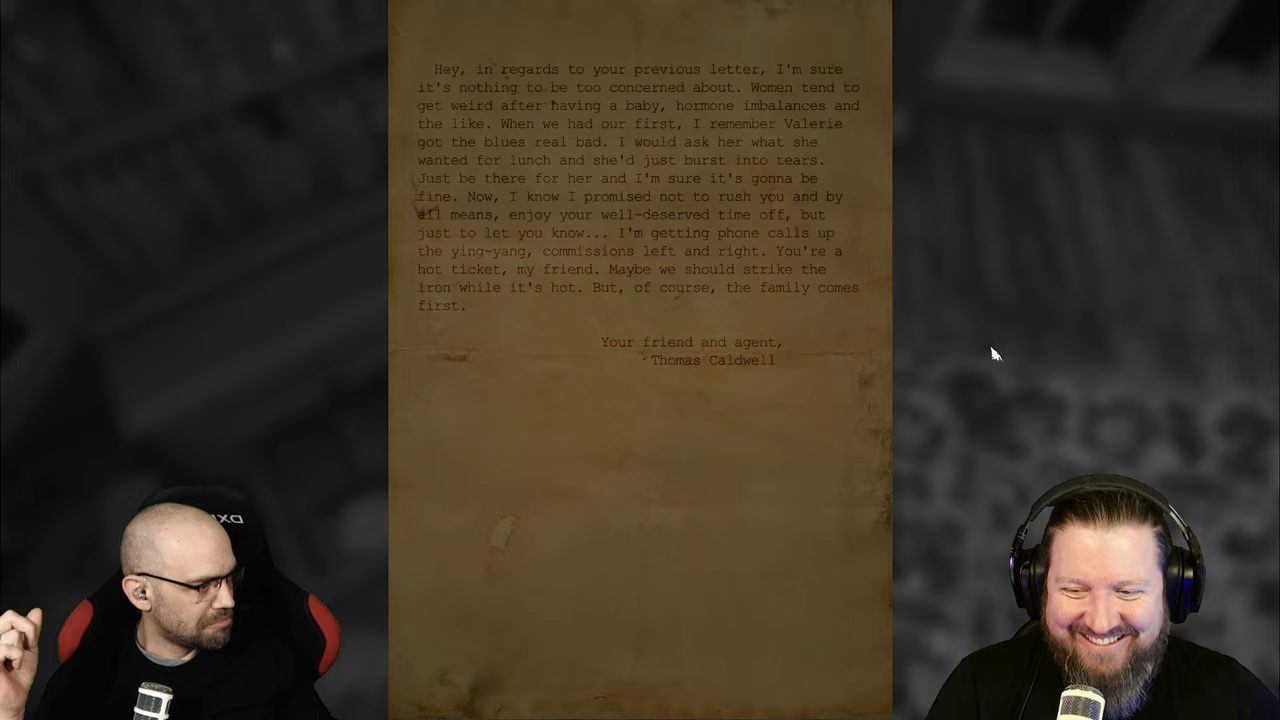 Hey, in regards to your previous letter, I'm sure
it's nothing to be too concerned about. Women tend to
get weird after having a baby, hormone imbalances and
the like. When we had our first, I remember Valerie
got the blues real bad. I would ask her what she
wanted for lunch and she'd just burst into tears.
Just be there for her and I'm sure it's gonna be
fine. Now, I know I promised not to rush you and by
all means, enjoy your well-deserved time off, but
just to let you know... I'm getting phone calls up
the ying-yang, commissions left and right. You're a
hot ticket, my friend. Maybe we should strike the
iron while it's hot. But, of course, the family comes
first.
Your friend and agent,
Thomas Caldwell